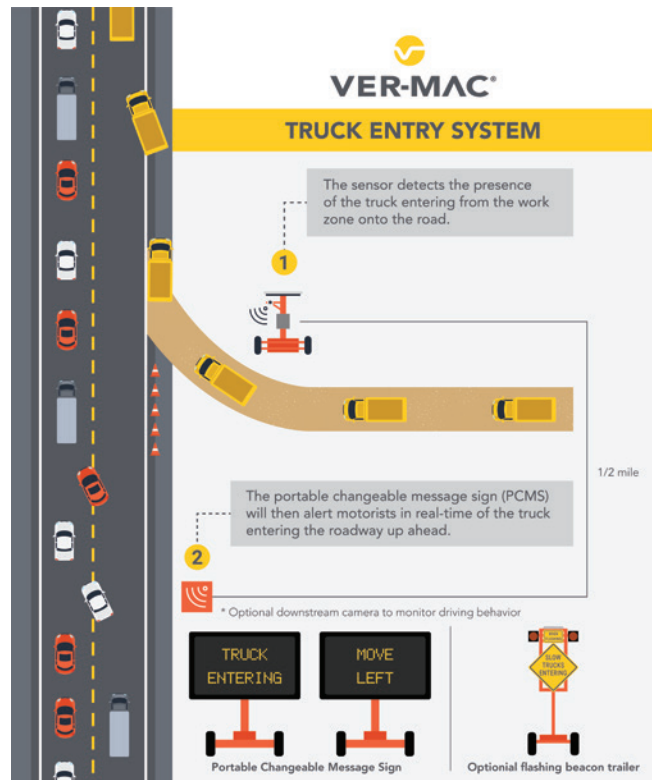 VER-MAC®
TRUCK ENTRY SYSTEM
The sensor detects the presence
of the truck entering from the work
zone onto the road.
1
1/2 mile
The portable changeable message sign (PCMS)
will then alert motorists in real-time of the truck
entering the roadway up ahead.
2
* Optional downstream camera to monitor driving behavior
TRUCK
ENTERING
MOVE
LEFT
Portable Changeable Message Sign
SLOW
TRUCKS
ENTERING
Optionial flashing beacon trailer